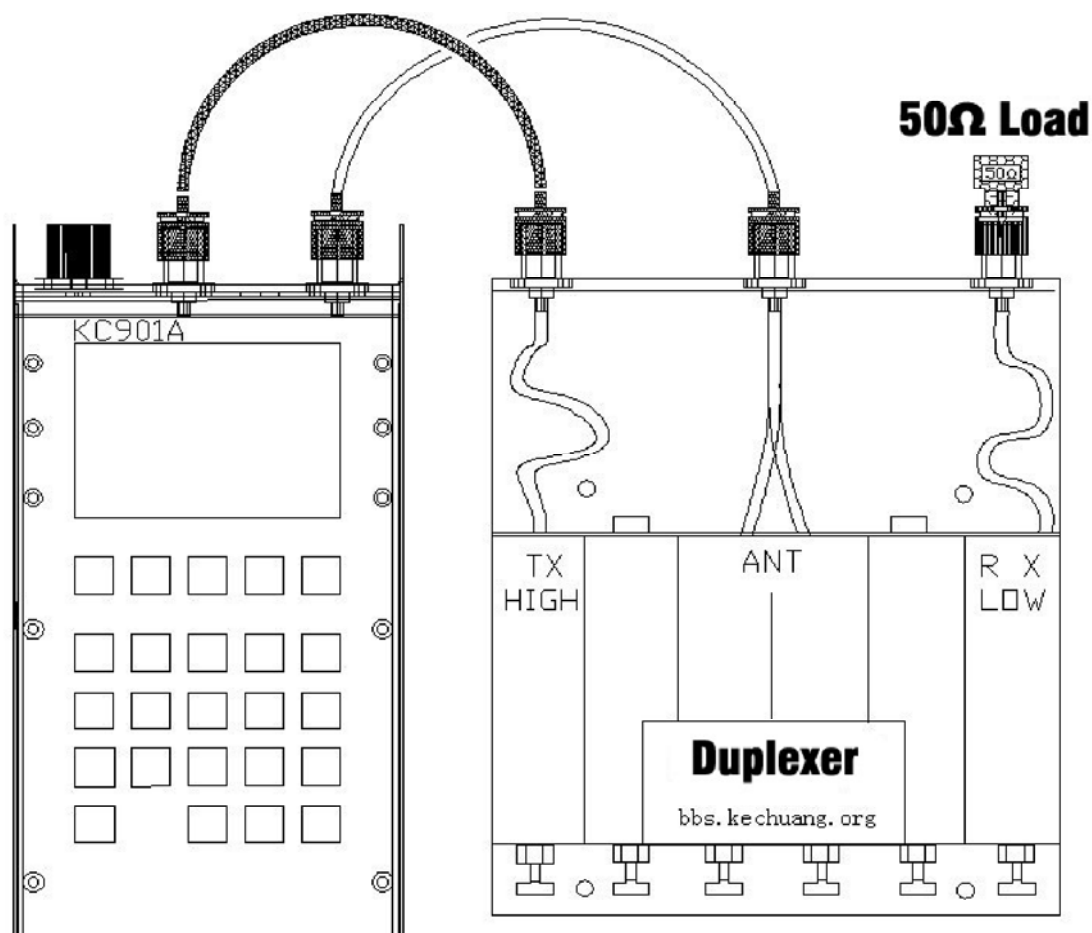 50Ω Load
50Ω
KC901A
TX
HIGH
ANT
R X
LOW
Duplexer
bbs.kechuang.org